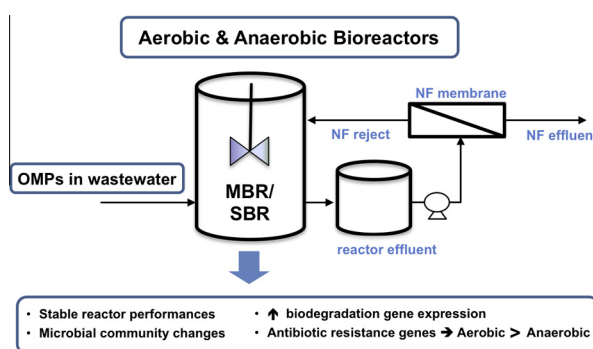 Aerobic & Anaerobic Bioreactors
NF membrane
NF reject
NF effluen
OMPs in wastewater
MBR/
SBR
reactor effluent
• Stable reactor performances
• Microbial community changes
• ↑ biodegradation gene expression
• Antibiotic resistance genes → Aerobic > Anaerobic